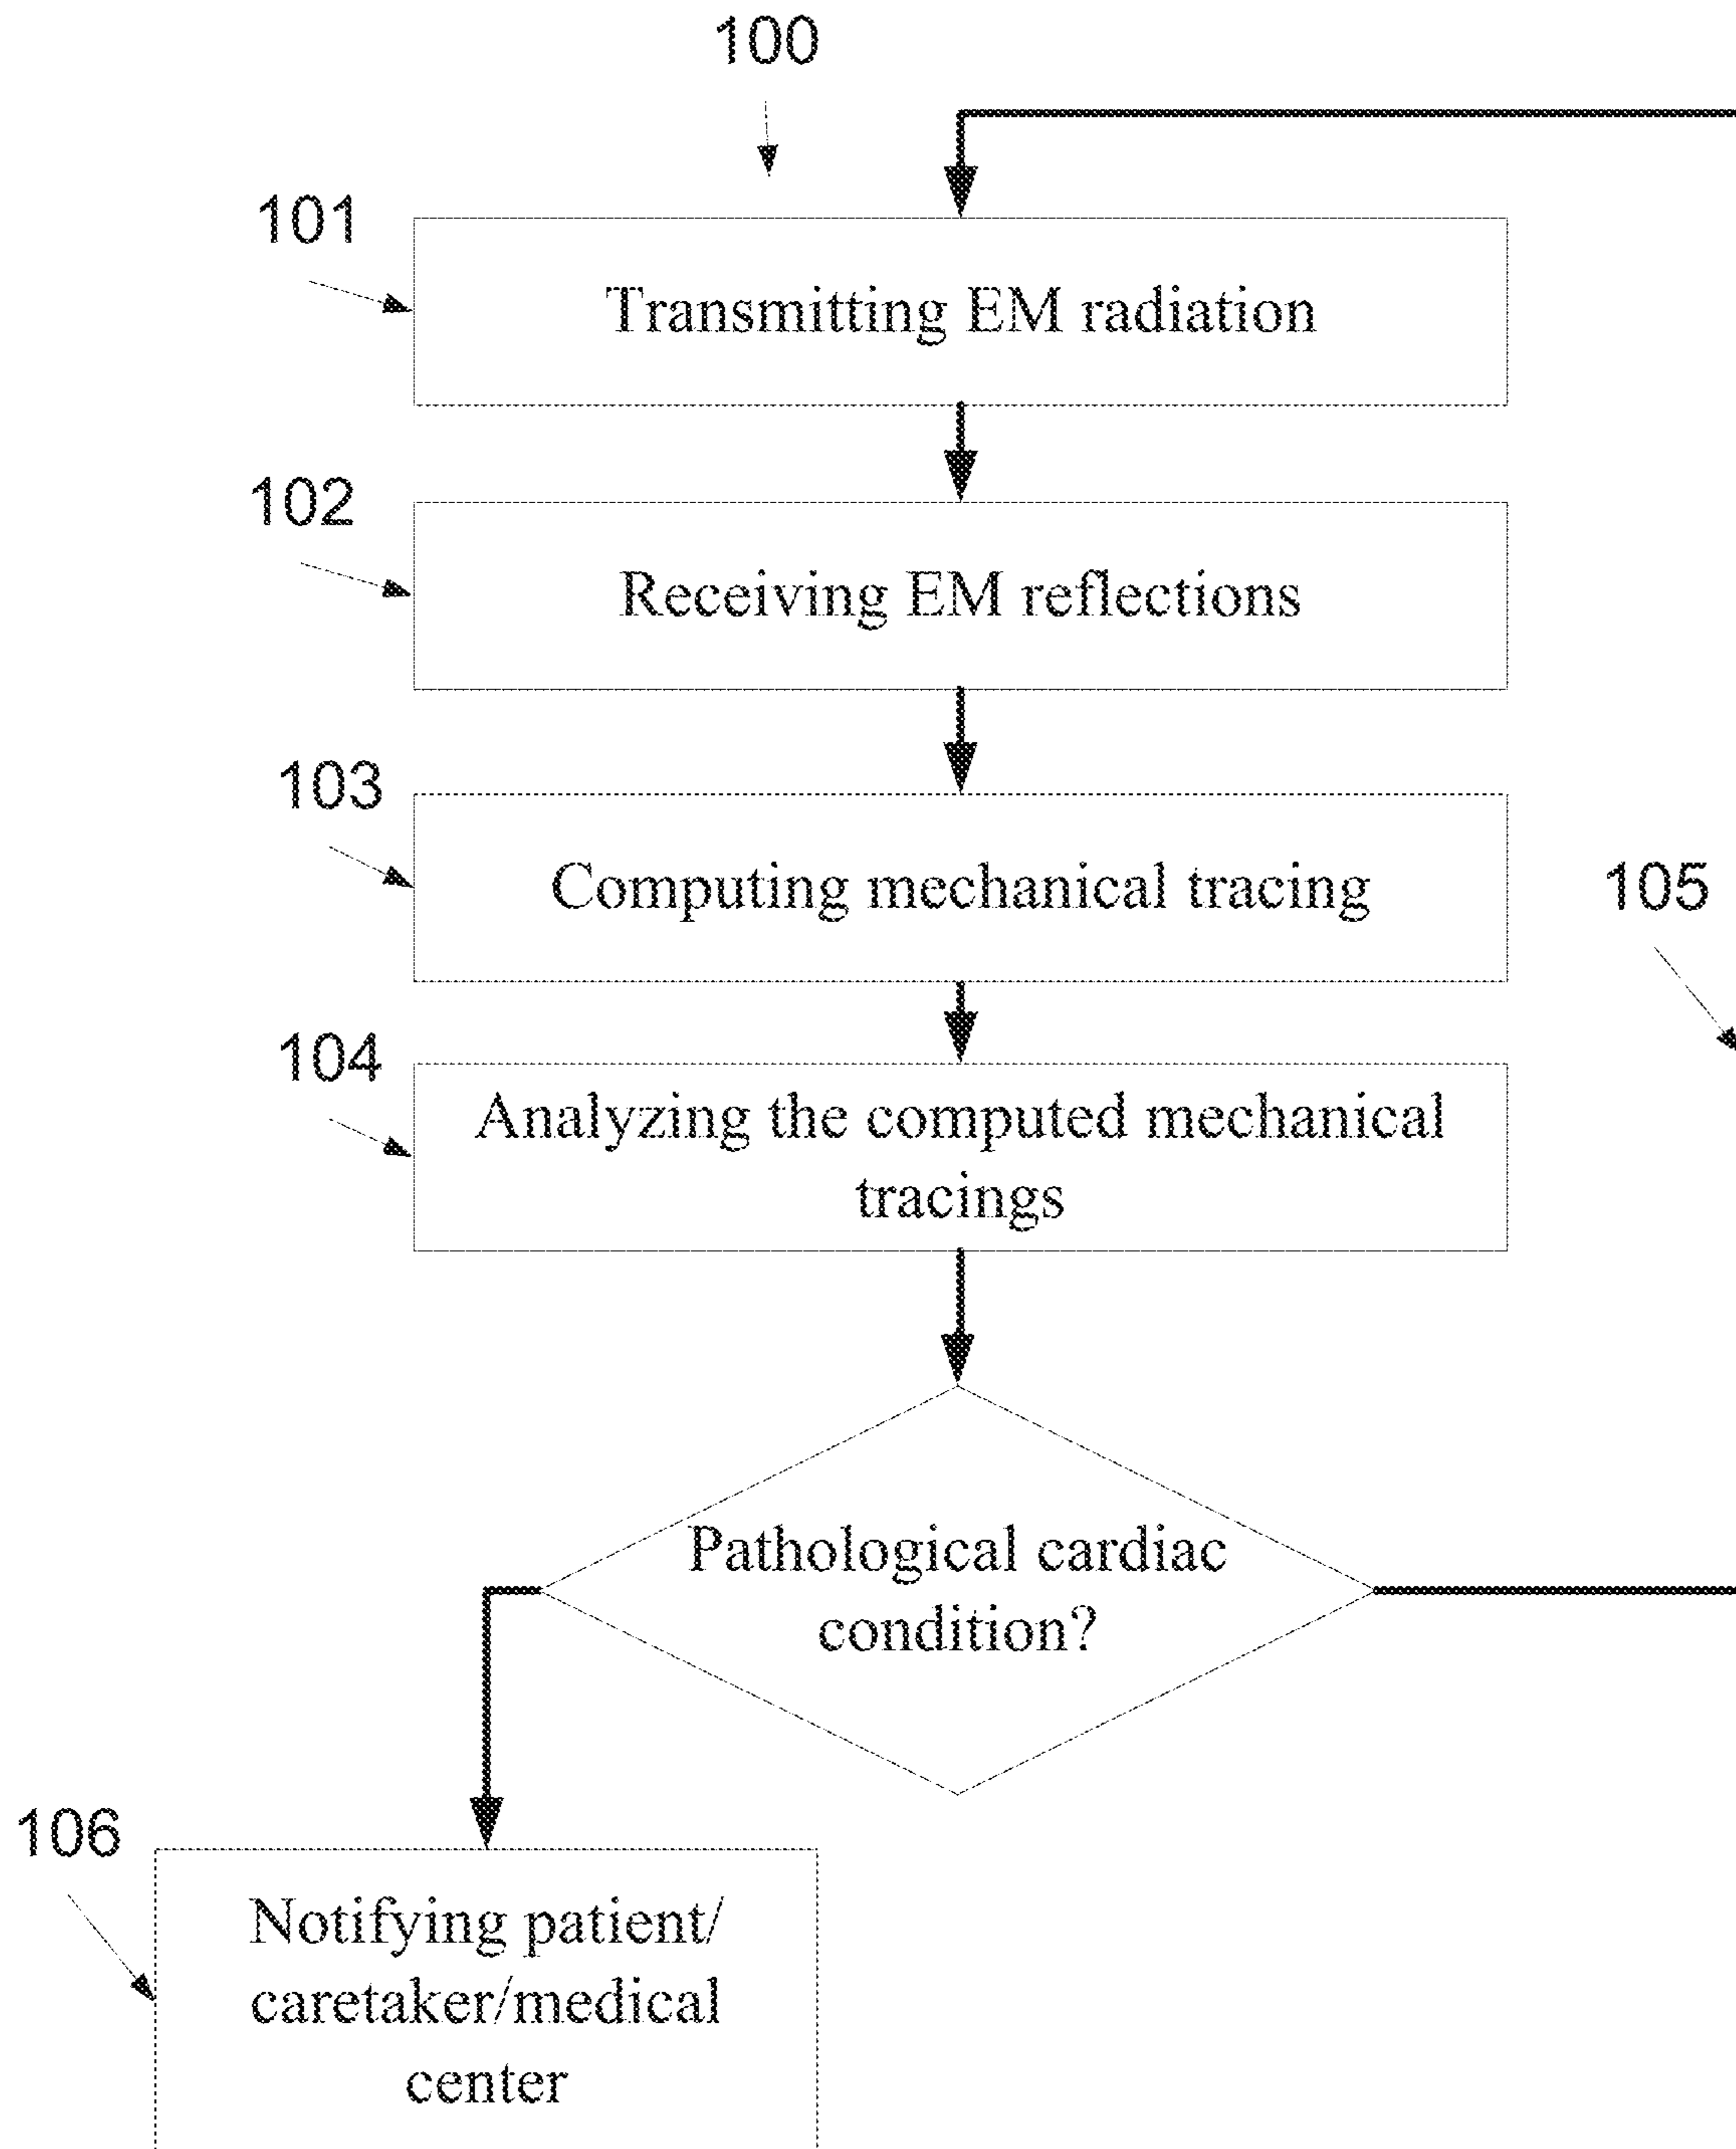 100
101
Transmitting EM radiation
102
Receiving EM reflections
103
Computing mechanical tracing
105
104
Analyzing the computed mechanical
tracings
Pathological cardiac
condition?
106
Notifying patient/
caretaker/medical
center